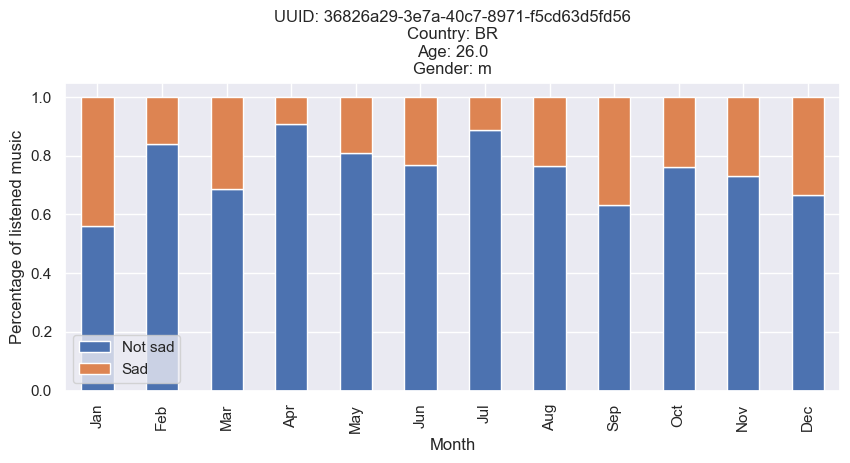 UUID: 36826a29-3e7a-40c7-8971-f5cd63d5fd56
Country: BR
Age: 26.0
Gender: m
Percentage of listened music
1.0
0.8
0.6
0.4
0.2
0.0
Not sad
Sad
Jan Feb Mar Apr May Jun Jul Aug Sep Oct Nov Dec
Month